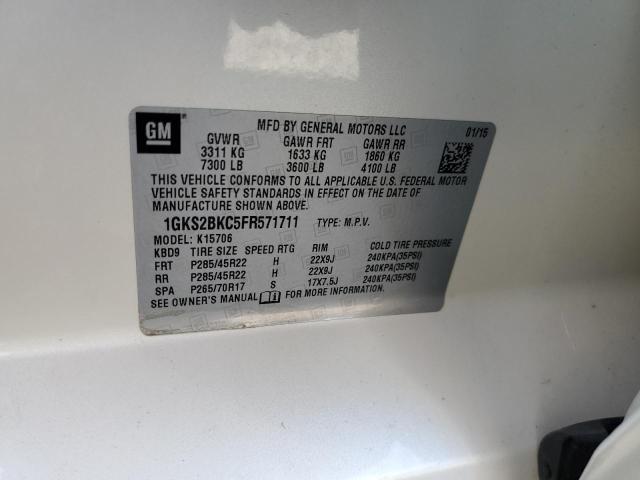 GM
MFD BY GENERAL MOTORS LLC 01/15
GVWR GAWR FRT GAWR RR
3311 KG 1633 KG 1860 KG
7300 LB 3600 LB 4100 LB
THIS VEHICLE CONFORMS TO ALL APPLICABLE U.S. FEDERAL MOTOR
VEHICLE SAFETY STANDARDS IN EFFECT ON THE DATE OF
MANUFACTURE SHOWN ABOVE.
1GKS2BKC5FR571711 TYPE: M.P.V.
MODEL: K15706
KBD9 TIRE SIZE SPEED RTG RIM COLD TIRE PRESSURE
FRT P285/45R22 H 22X9J 240KPA(35PSI)
RR P285/45R22 H 22X9J 240KPA(35PSI)
SPA P265/70R17 S 17X7.5J 240KPA(35PSI)
SEE OWNER'S MANUAL FOR MORE INFORMATION.